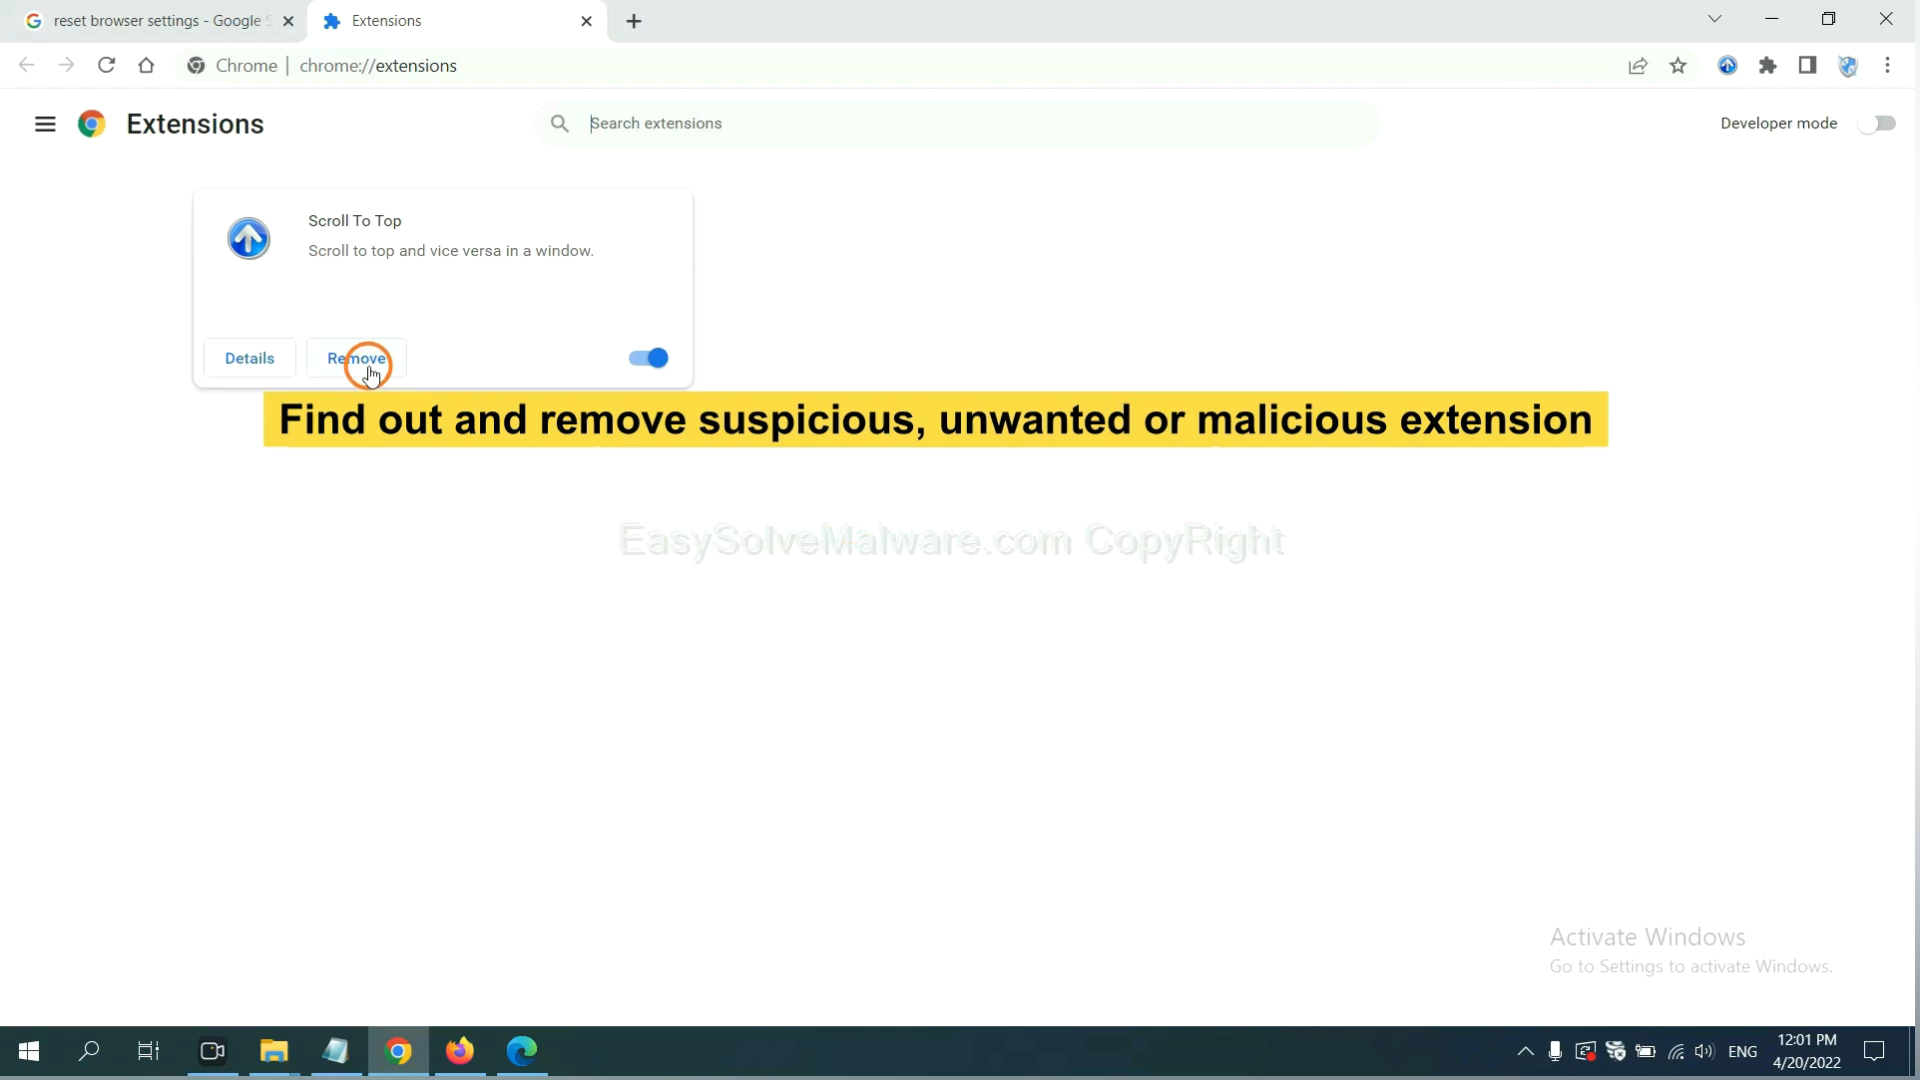 reset browser settings - Google S
Extensions
Chrome
chrome://extensions
Extensions
Search extensions
Developer mode
Scroll To Top
Scroll to top and vice versa in a window.
Details
Remove
Find out and remove suspicious, unwanted or malicious extension
EasySolveMalware.com CopyRight
Activate Windows
Go to Settings to activate Windows.
ENG
12:01 PM
4/20/2022